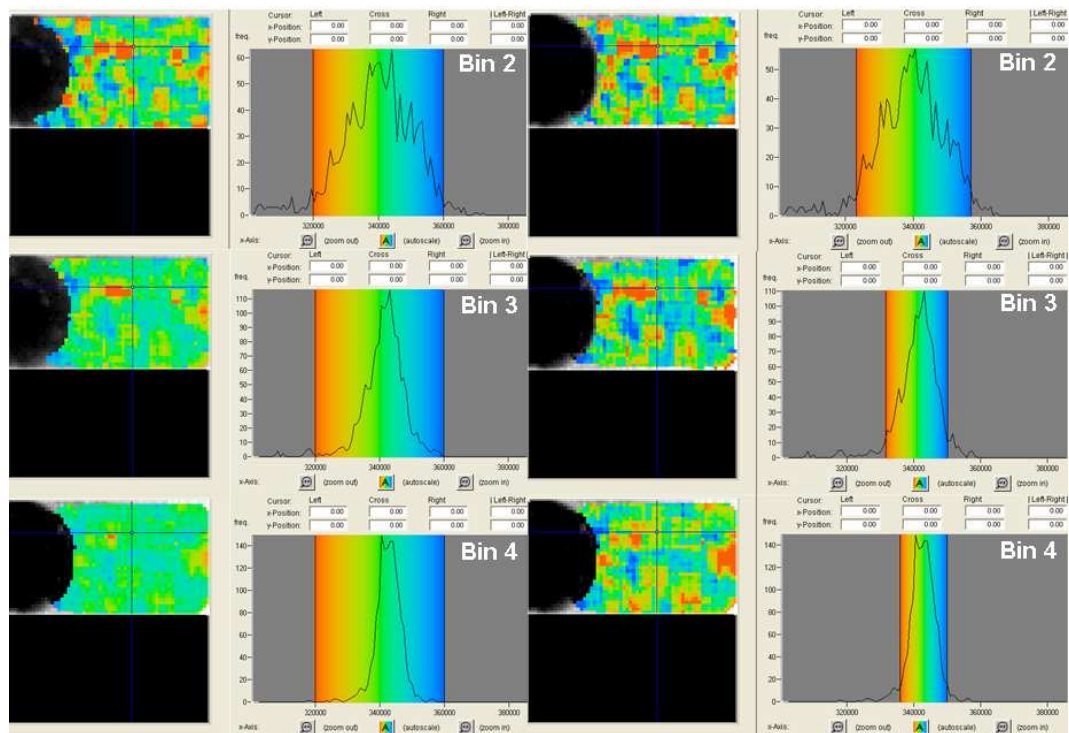 Cursor: Left Cross Right | Left-Right |
x-Position: 0.00 0.00 0.00 0.00
y-Position: 0.00 0.00 0.00 0.00
freq.
Bin 2
60
50
40
30
20
10
0
320000 340000 360000 380000
x-Axis: (zoom out) A (autoscale) (zoom in)
Cursor: Left Cross Right | Left-Right |
x-Position: 0.00 0.00 0.00 0.00
y-Position: 0.00 0.00 0.00 0.00
freq.
Bin 2
50
40
30
20
10
0
320000 340000 360000 380000
x-Axis: (zoom out) A (autoscale) (zoom in)
Cursor: Left Cross Right | Left-Right |
x-Position: 0.00 0.00 0.00 0.00
y-Position: 0.00 0.00 0.00 0.00
freq.
Bin 3
110
100
90
80
70
60
50
40
30
20
10
0
320000 340000 360000 380000
x-Axis: (zoom out) A (autoscale) (zoom in)
Cursor: Left Cross Right | Left-Right |
x-Position: 0.00 0.00 0.00 0.00
y-Position: 0.00 0.00 0.00 0.00
freq.
Bin 3
110
100
90
80
70
60
50
40
30
20
10
0
320000 340000 360000 380000
x-Axis: (zoom out) A (autoscale) (zoom in)
Cursor: Left Cross Right | Left-Right |
x-Position: 0.00 0.00 0.00 0.00
y-Position: 0.00 0.00 0.00 0.00
freq.
Bin 4
140
120
100
80
60
40
20
0
320000 340000 360000 380000
x-Axis: (zoom out) A (autoscale) (zoom in)
Cursor: Left Cross Right | Left-Right |
x-Position: 0.00 0.00 0.00 0.00
y-Position: 0.00 0.00 0.00 0.00
freq.
Bin 4
140
120
100
80
60
40
20
0
320000 340000 360000 380000
x-Axis: (zoom out) A (autoscale) (zoom in)